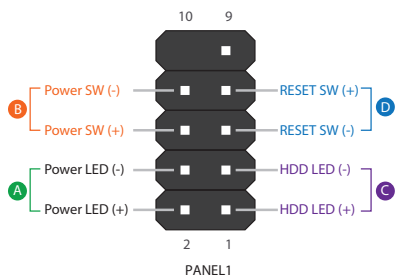 10 9
Power SW (-) RESET SW (+)
B D
Power SW (+) RESET SW (-)
Power LED (-) HDD LED (-)
A C
Power LED (+) HDD LED (+)
2 1
PANEL1